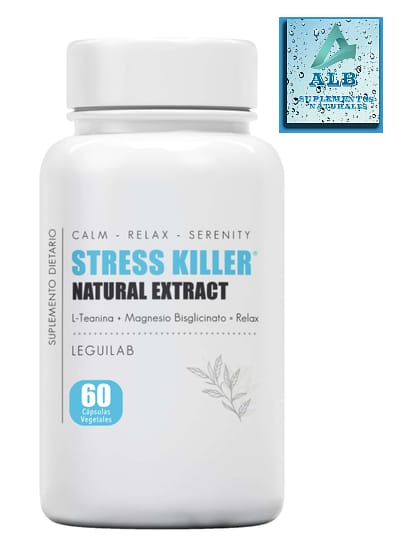 ALB
SUPLEMENTOS
NATURALES
SUPLEMENTO DIETARIO
CALM - RELAX - SERENITY
STRESS KILLER®
NATURAL EXTRACT
L-Teanina • Magnesio Bisglicinato • Relax
LEGUILAB
60
Cápsulas
Vegetales